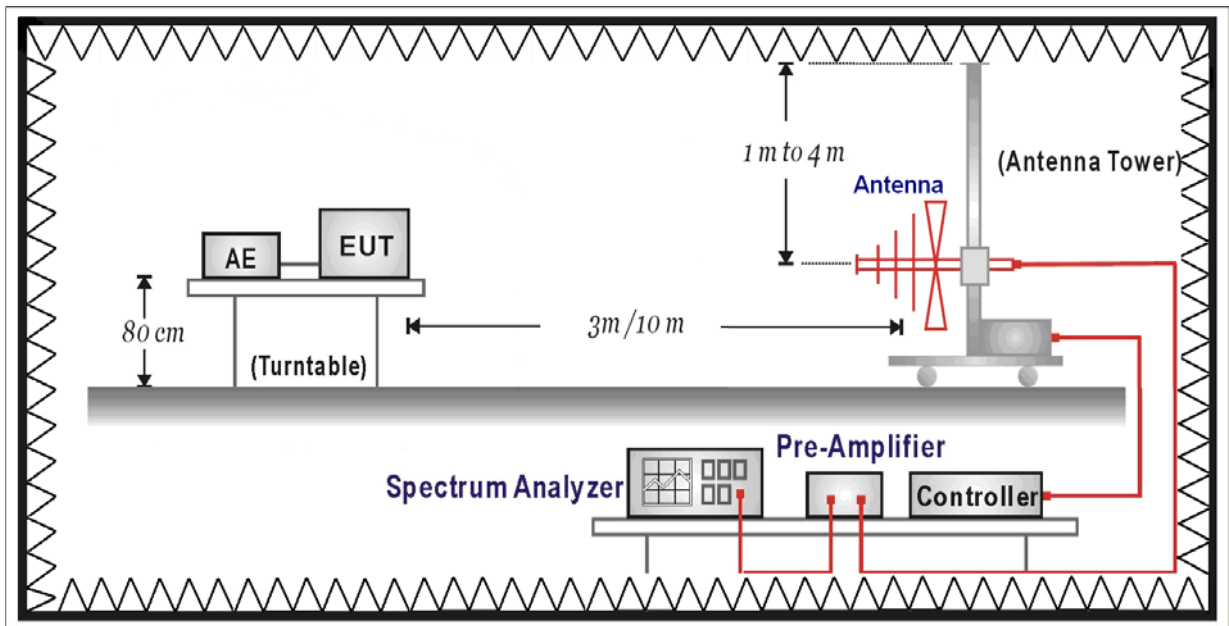 1 m to 4 m
(Antenna Tower)
Antenna
AE
EUT
80 cm
3m /10 m
(Turntable)
Pre-Amplifier
Spectrum Analyzer
Controller